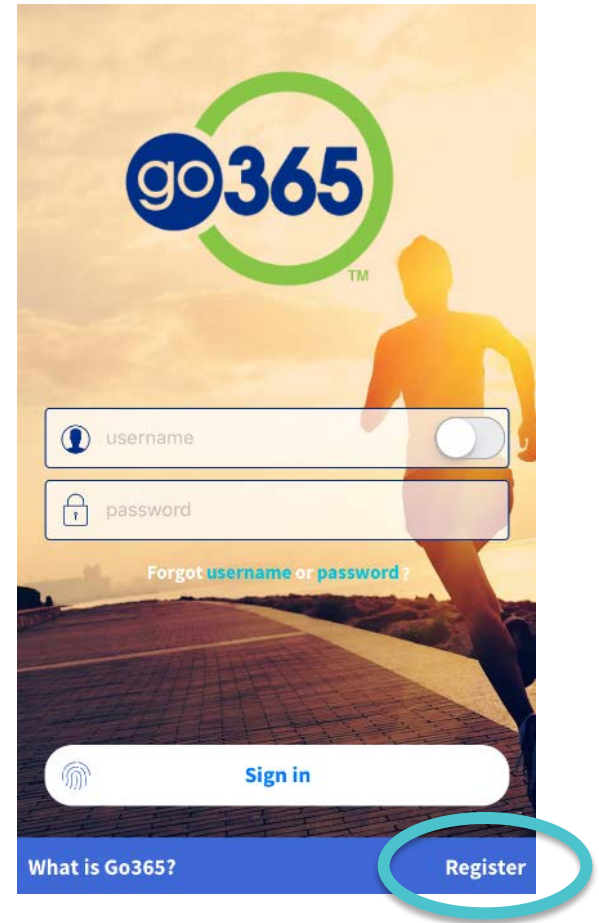 go365
TM
username
password
Forgot username or password ?
Sign in
What is Go365?
Register